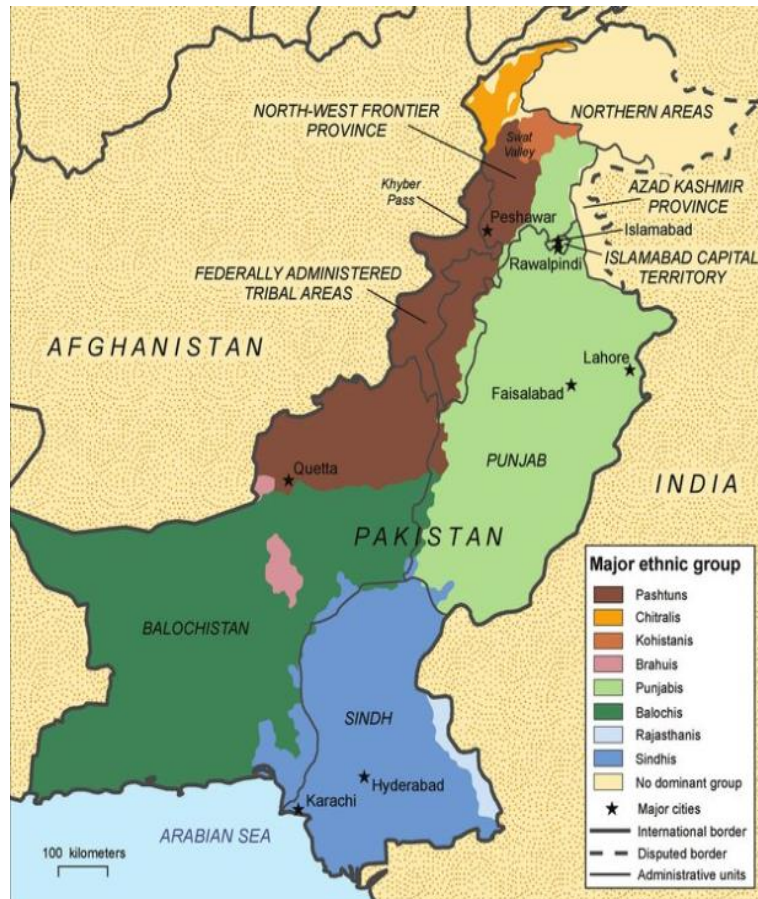 NORTH-WEST FRONTIER
PROVINCE
NORTHERN AREAS
Swat
Valley
Khyber
Pass
AZAD KASHMIR
PROVINCE
Peshawar
Islamabad
ISLAMABAD CAPITAL
TERRITORY
Rawalpindi
FEDERALLY ADMINISTERED
TRIBAL AREAS
AFGHANISTAN
Lahore
Faisalabad
PUNJAB
Quetta
INDIA
PAKISTAN
BALOCHISTAN
SINDH
Hyderabad
Karachi
ARABIAN SEA
100 kilometers
Major ethnic group
Pashtuns
Chitralis
Kohistanis
Brahuis
Punjabis
Balochis
Rajasthanis
Sindhis
No dominant group
Major cities
International border
Disputed border
Administrative units